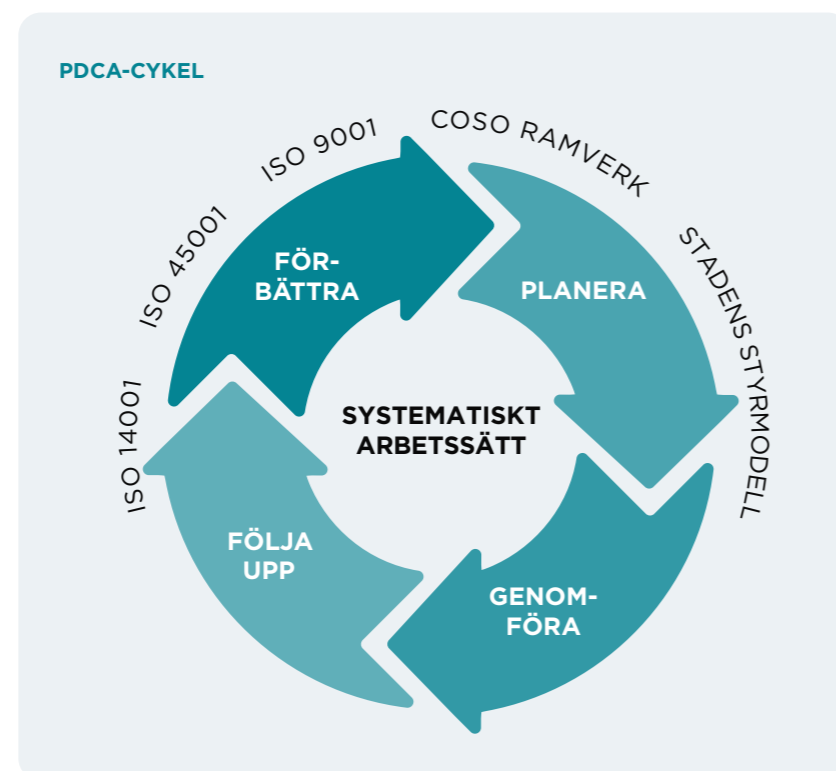 PDCA-CYKEL
ISO 14001
ISO 45001
ISO 9001
COSO RAMVERK
STADENS STYRMODELL
FÖR-
BÄTTRA
PLANERA
SYSTEMATISKT
ARBETSSÄTT
FÖLJA
UPP
GENOM-
FÖRA